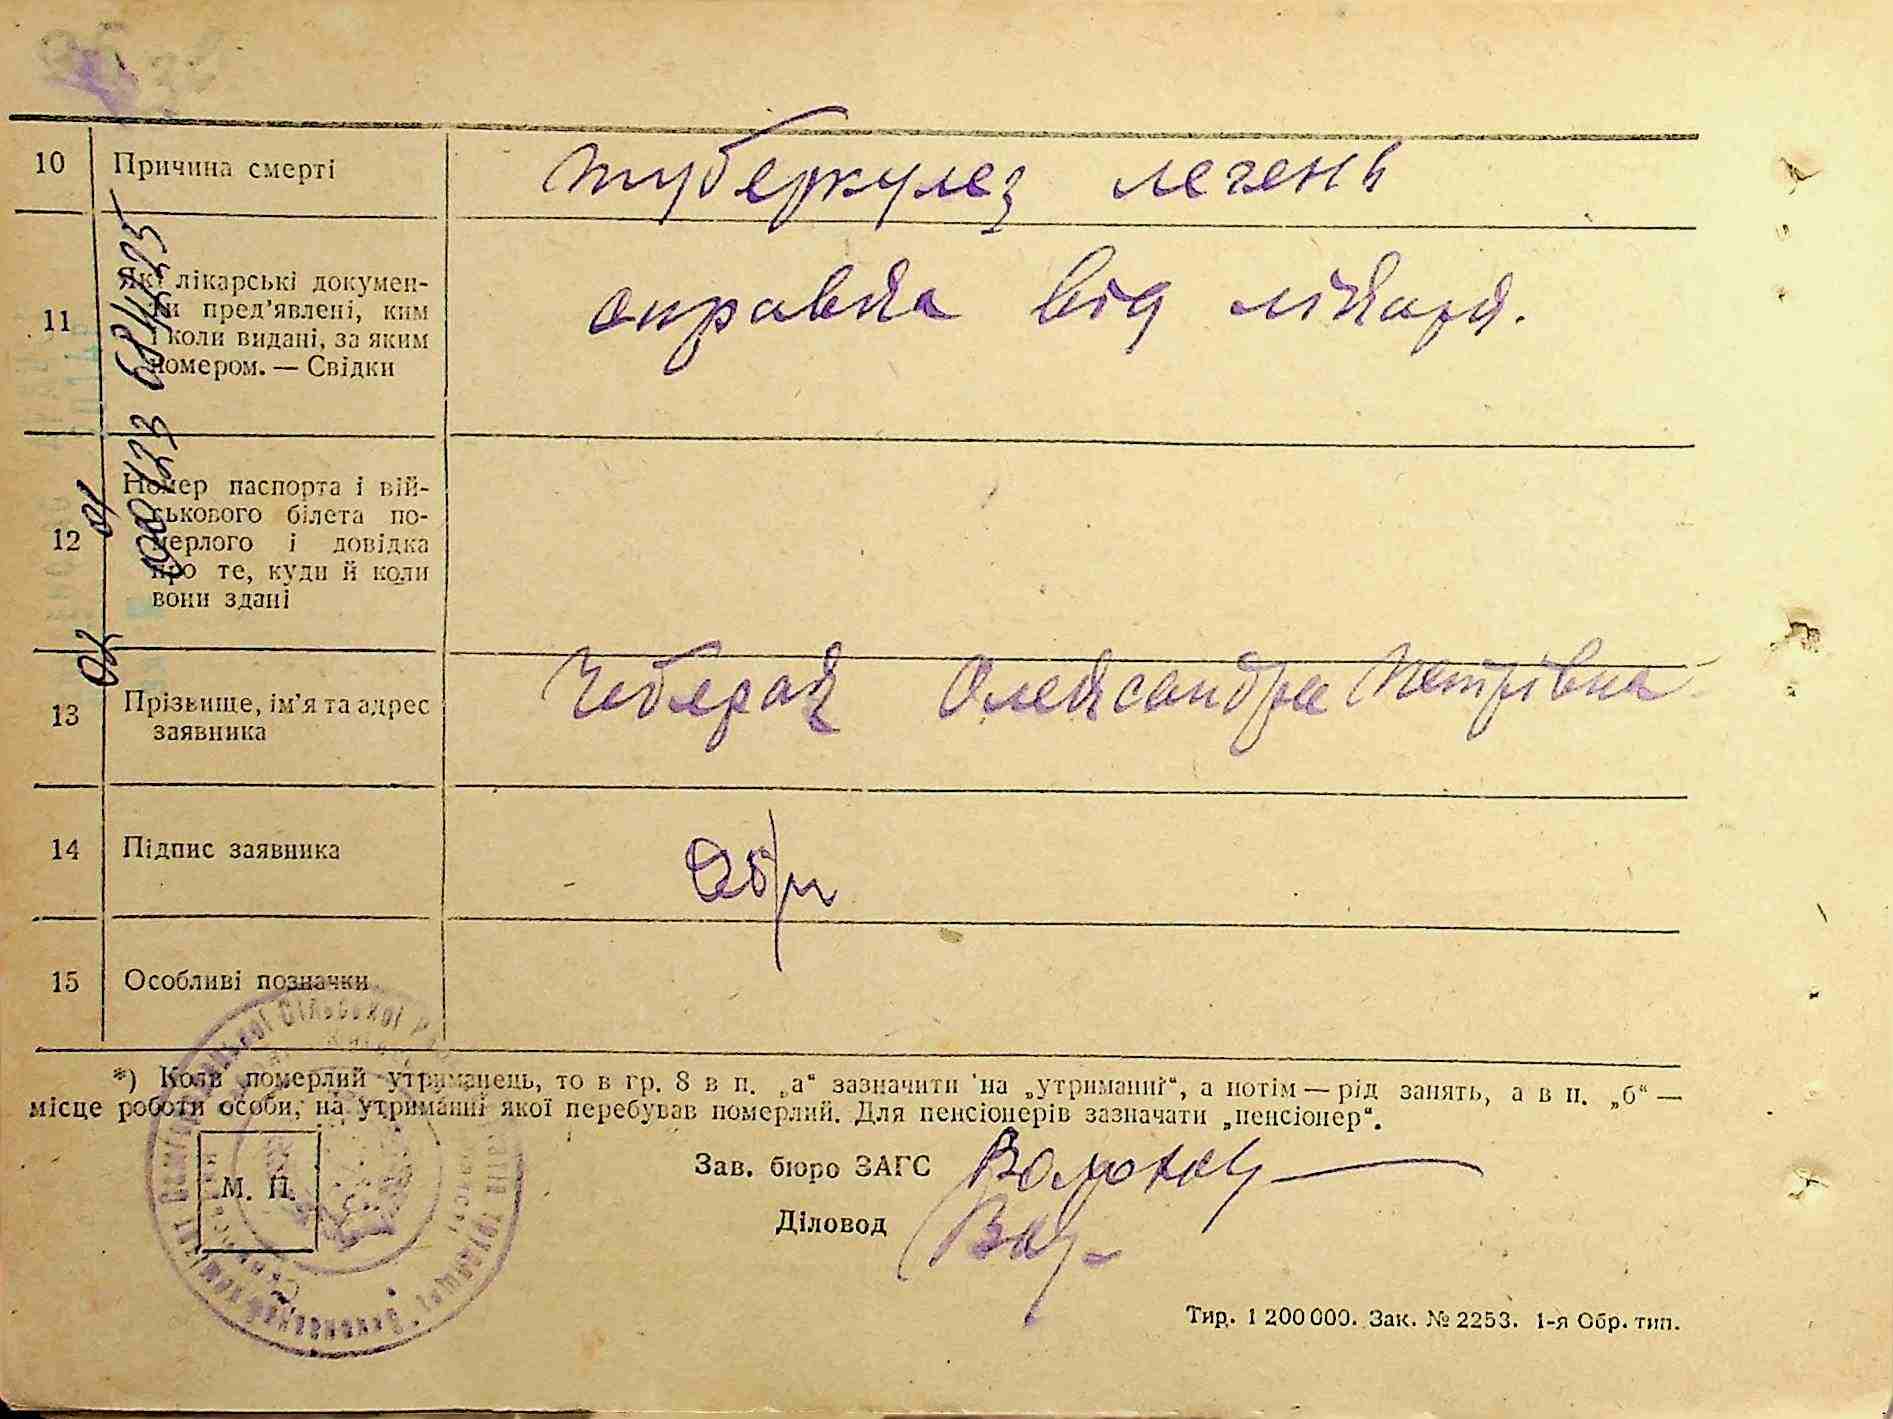 10 Причина смерті туберкулез легень
11 Які лікарські докумен-
ти пред'явлені, ким
і коли видані, за яким
номером. — Свідки
справка від лікаря.
12 Номер паспорта і вій-
ськового білета по-
мерлого і довідка
про те, куди й коли
вони здані
13 Прізвище, ім'я та адрес
заявника
Олександра Петрівна
14 Підпис заявника
15 Особливі позначки
*) Коли померлий утриманець, то в гр. 8 в п. „а“ зазначити на „утриманні“, а потім — рід занять, а в п. „б“ —
місце роботи особи, на утриманні якої перебував померлий. Для пенсіонерів зазначати „пенсіонер“.
М. П.
Зав. бюро ЗАГС
Діловод
Тир. 1 200 000. Зак. № 2253. 1-я Обр. тип.